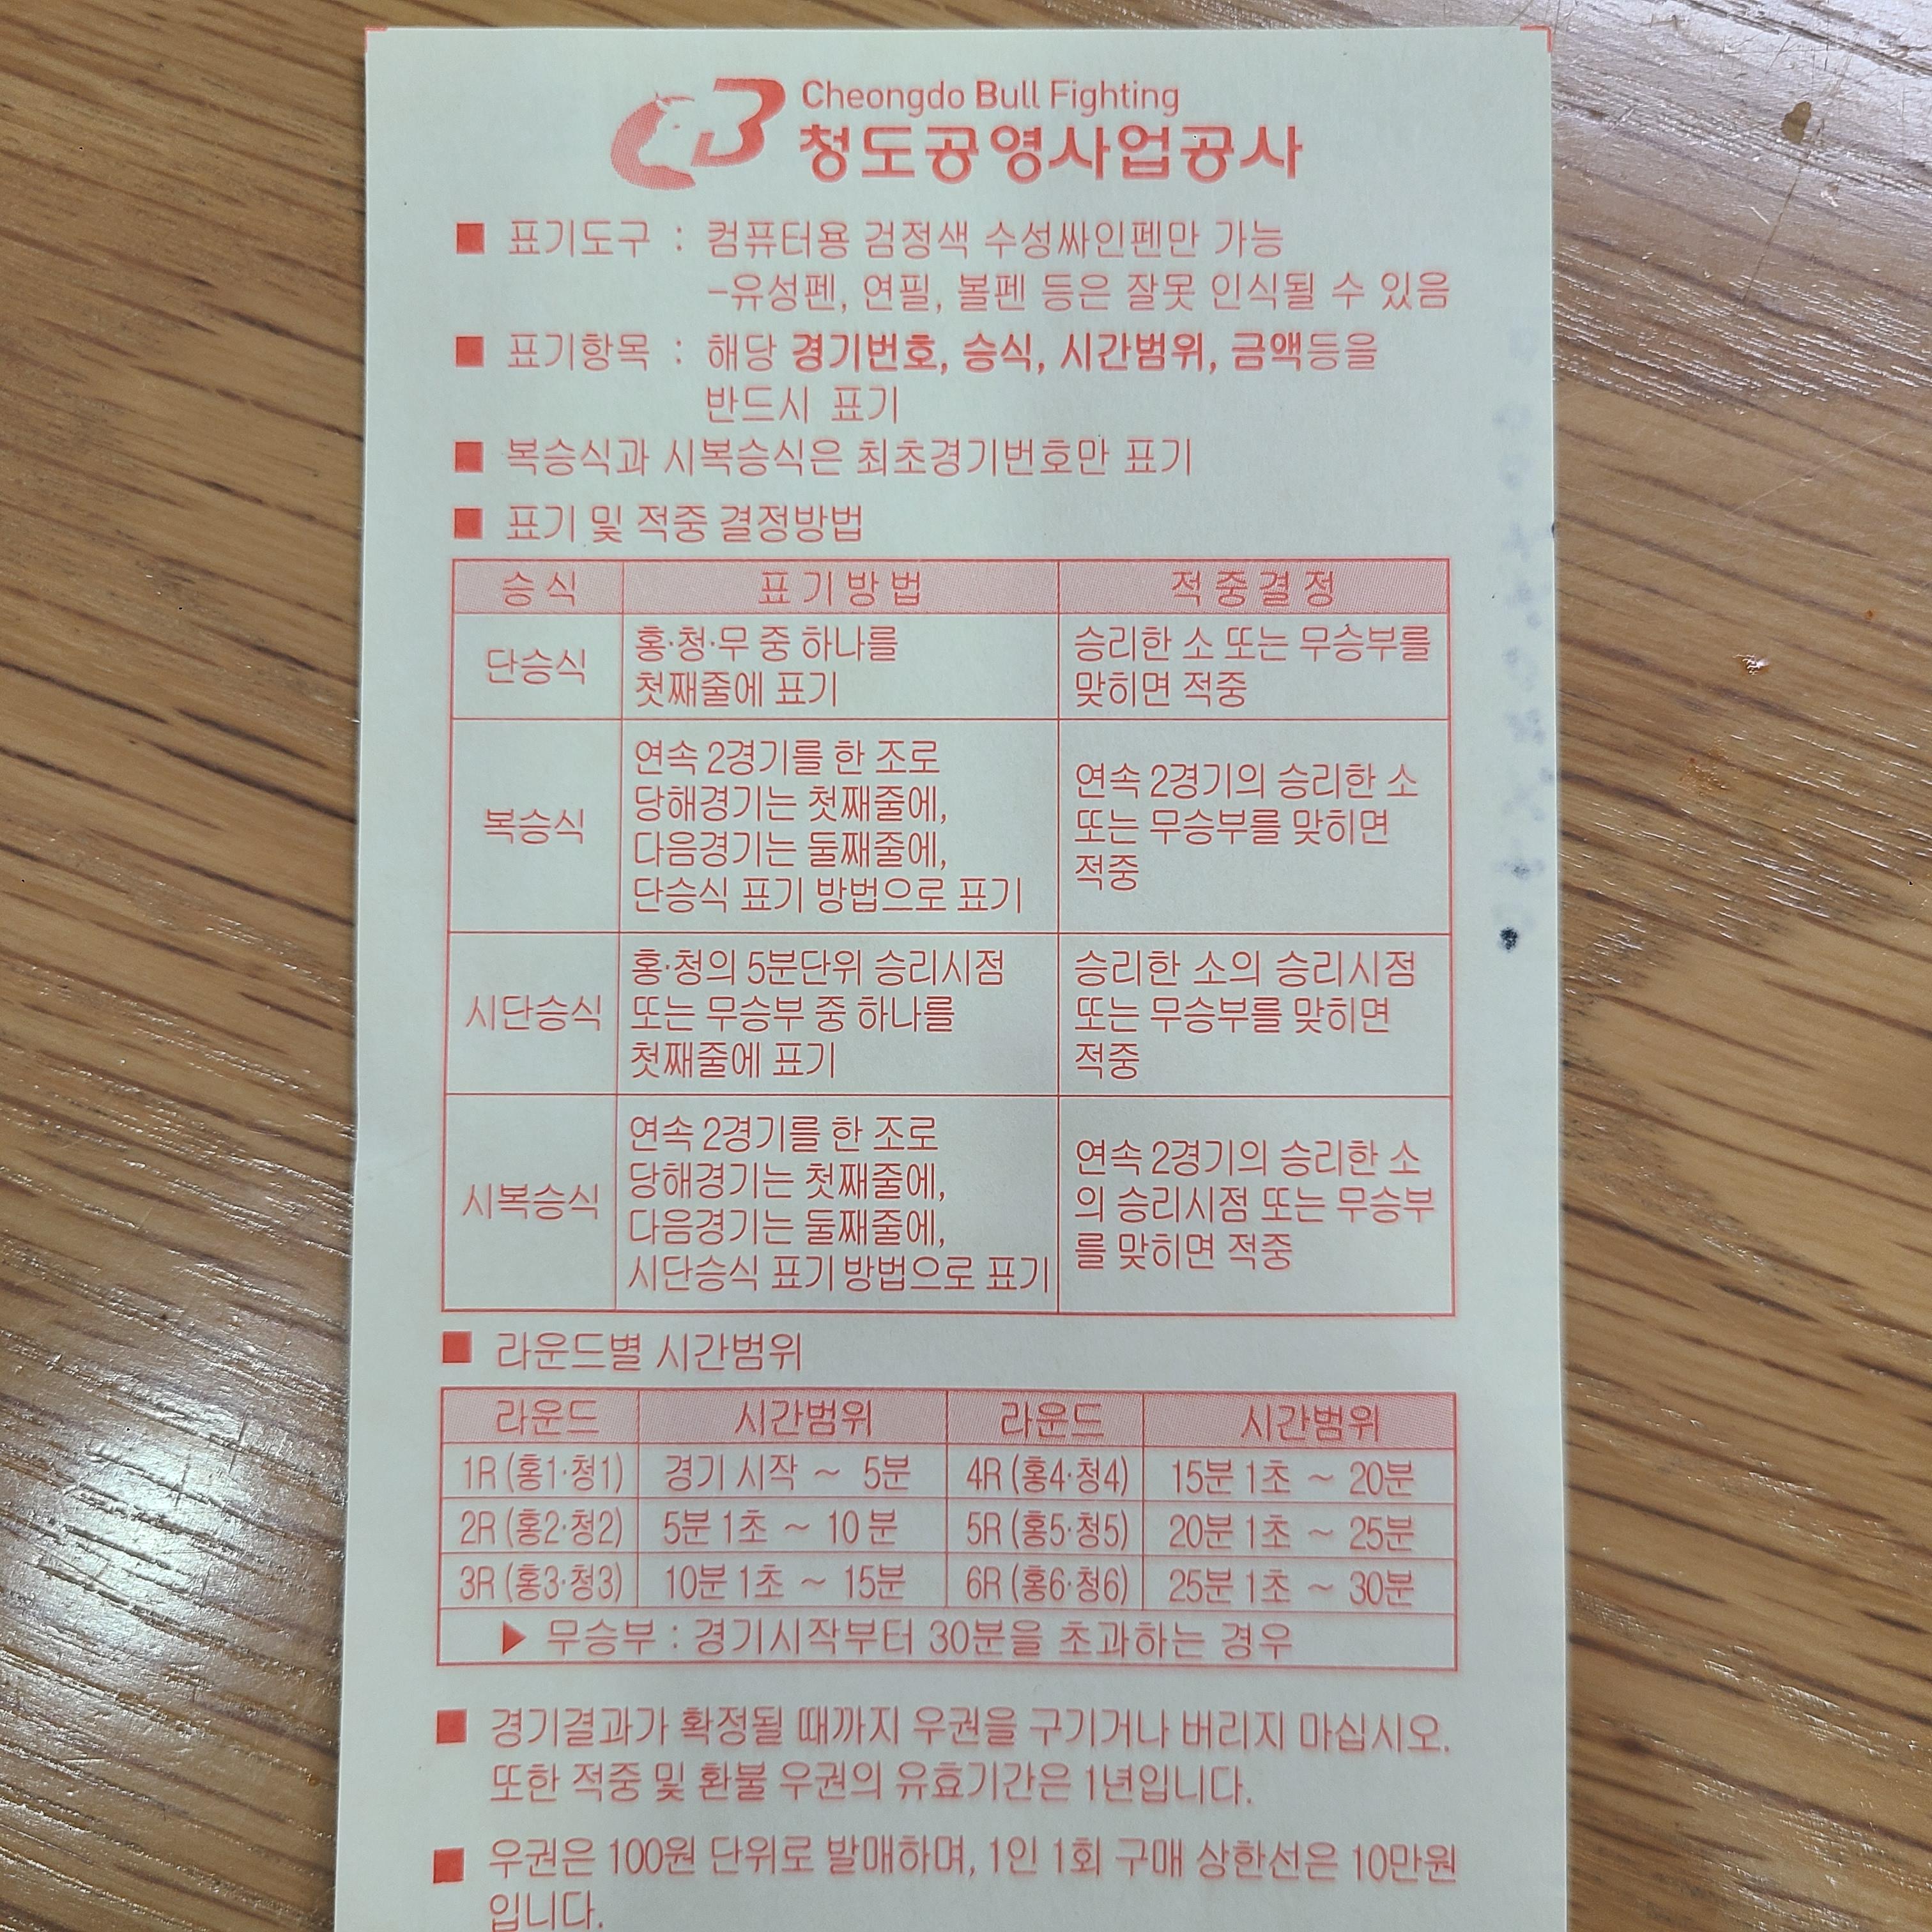 Cheongdo Bull Fighting
청도공영사업공사
■ 표기도구 : 컴퓨터용 검정색 수성싸인펜만 가능
-유성펜, 연필, 볼펜 등은 잘못 인식될 수 있음
■ 표기항목 : 해당 경기번호, 승식, 시간범위, 금액등을
반드시 표기
■ 복승식과 시복승식은 최초경기번호만 표기
■ 표기 및 적중 결정방법
승식 표기방법 적중결정
단승식
홍·청·무 중 하나를
첫째줄에 표기
승리한 소 또는 무승부를
맞히면 적중
복승식
연속 2경기를 한 조로
당해경기는 첫째줄에,
다음경기는 둘째줄에,
단승식 표기 방법으로 표기
연속 2경기의 승리한 소
또는 무승부를 맞히면
적중
시단승식
홍·청의 5분단위 승리시점
또는 무승부 중 하나를
첫째줄에 표기
승리한 소의 승리시점
또는 무승부를 맞히면
적중
시복승식
연속 2경기를 한 조로
당해경기는 첫째줄에,
다음경기는 둘째줄에,
시단승식 표기 방법으로 표기
연속 2경기의 승리한 소
의 승리시점 또는 무승부
를 맞히면 적중
■ 라운드별 시간범위
라운드 시간범위 라운드 시간범위
1R (홍1·청1) 경기 시작 ~ 5분 4R (홍4·청4) 15분 1초 ~ 20분
2R (홍2·청2) 5분 1초 ~ 10 분 5R (홍5·청5) 20분 1초 ~ 25분
3R (홍3·청3) 10분 1초 ~ 15분 6R (홍6·청6) 25분 1초 ~ 30분
▶ 무승부 : 경기시작부터 30분을 초과하는 경우
■ 경기결과가 확정될 때까지 우권을 구기거나 버리지 마십시오.
또한 적중 및 환불 우권의 유효기간은 1년입니다.
■ 우권은 100원 단위로 발매하며, 1인 1회 구매 상한선은 10만원
입니다.